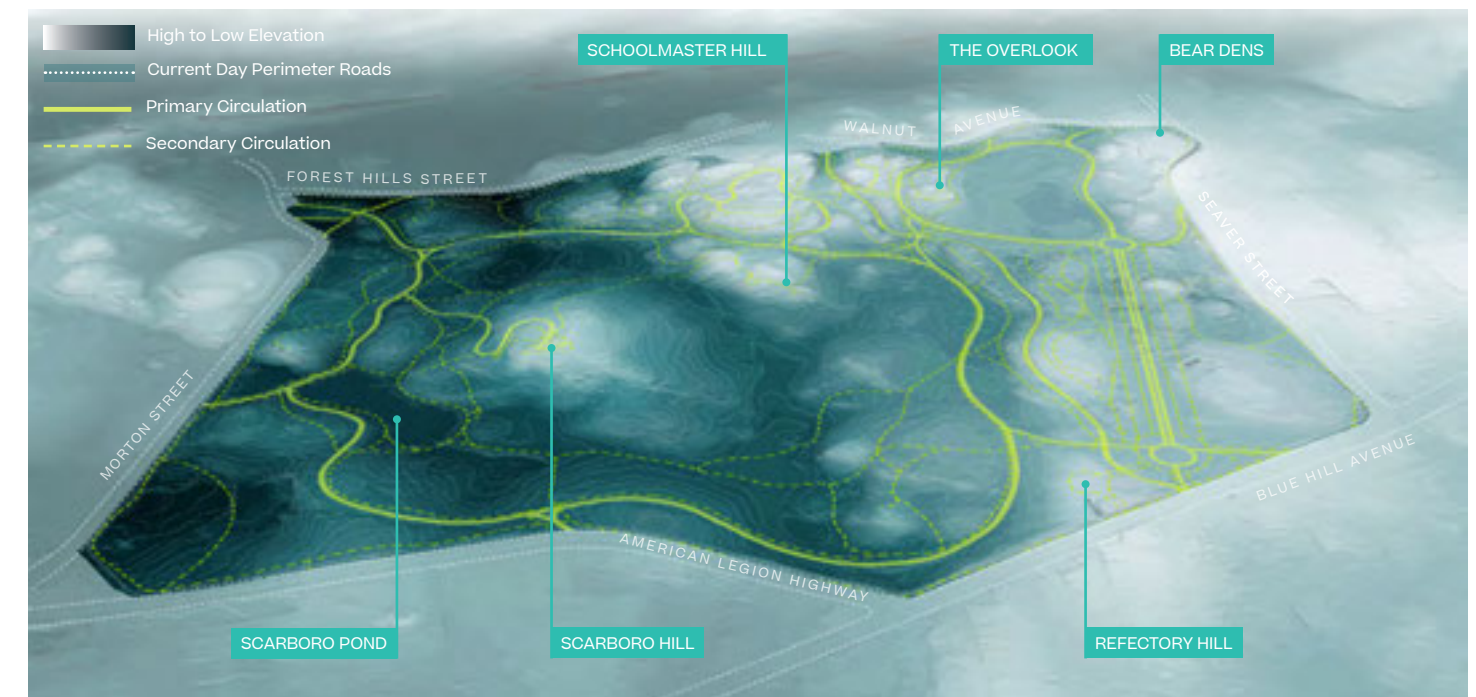 High to Low Elevation
Current Day Perimeter Roads
Primary Circulation
Secondary Circulation
SCHOOLMASTER HILL
THE OVERLOOK
BEAR DENS
WALNUT AVENUE
FOREST HILLS STREET
SEAVER STREET
MORTON STREET
BLUE HILL AVENUE
AMERICAN LEGION HIGHWAY
SCARBORO POND
SCARBORO HILL
REFECTORY HILL